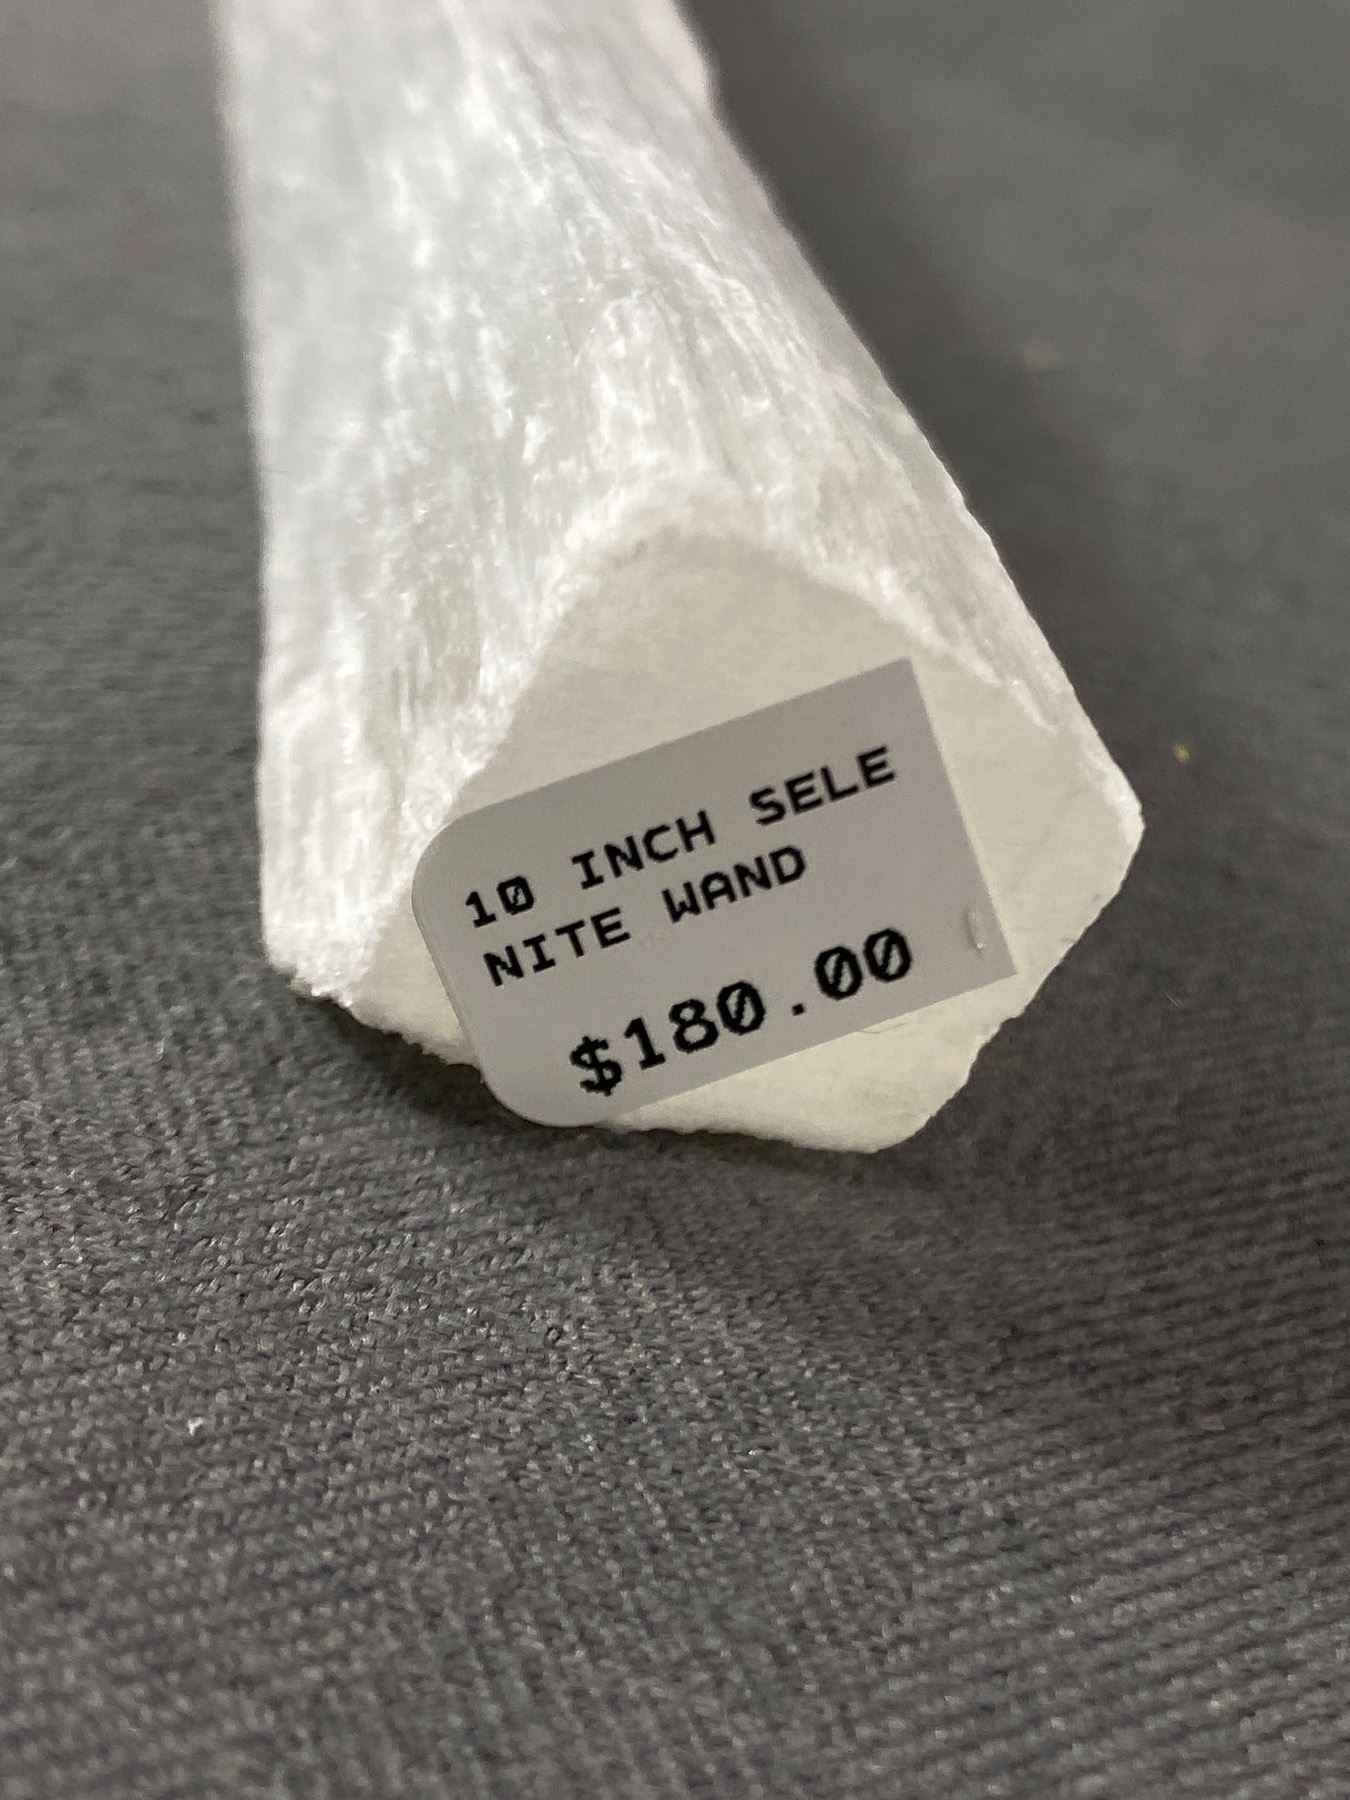 10 INCH SELE
NITE WAND
$180.00